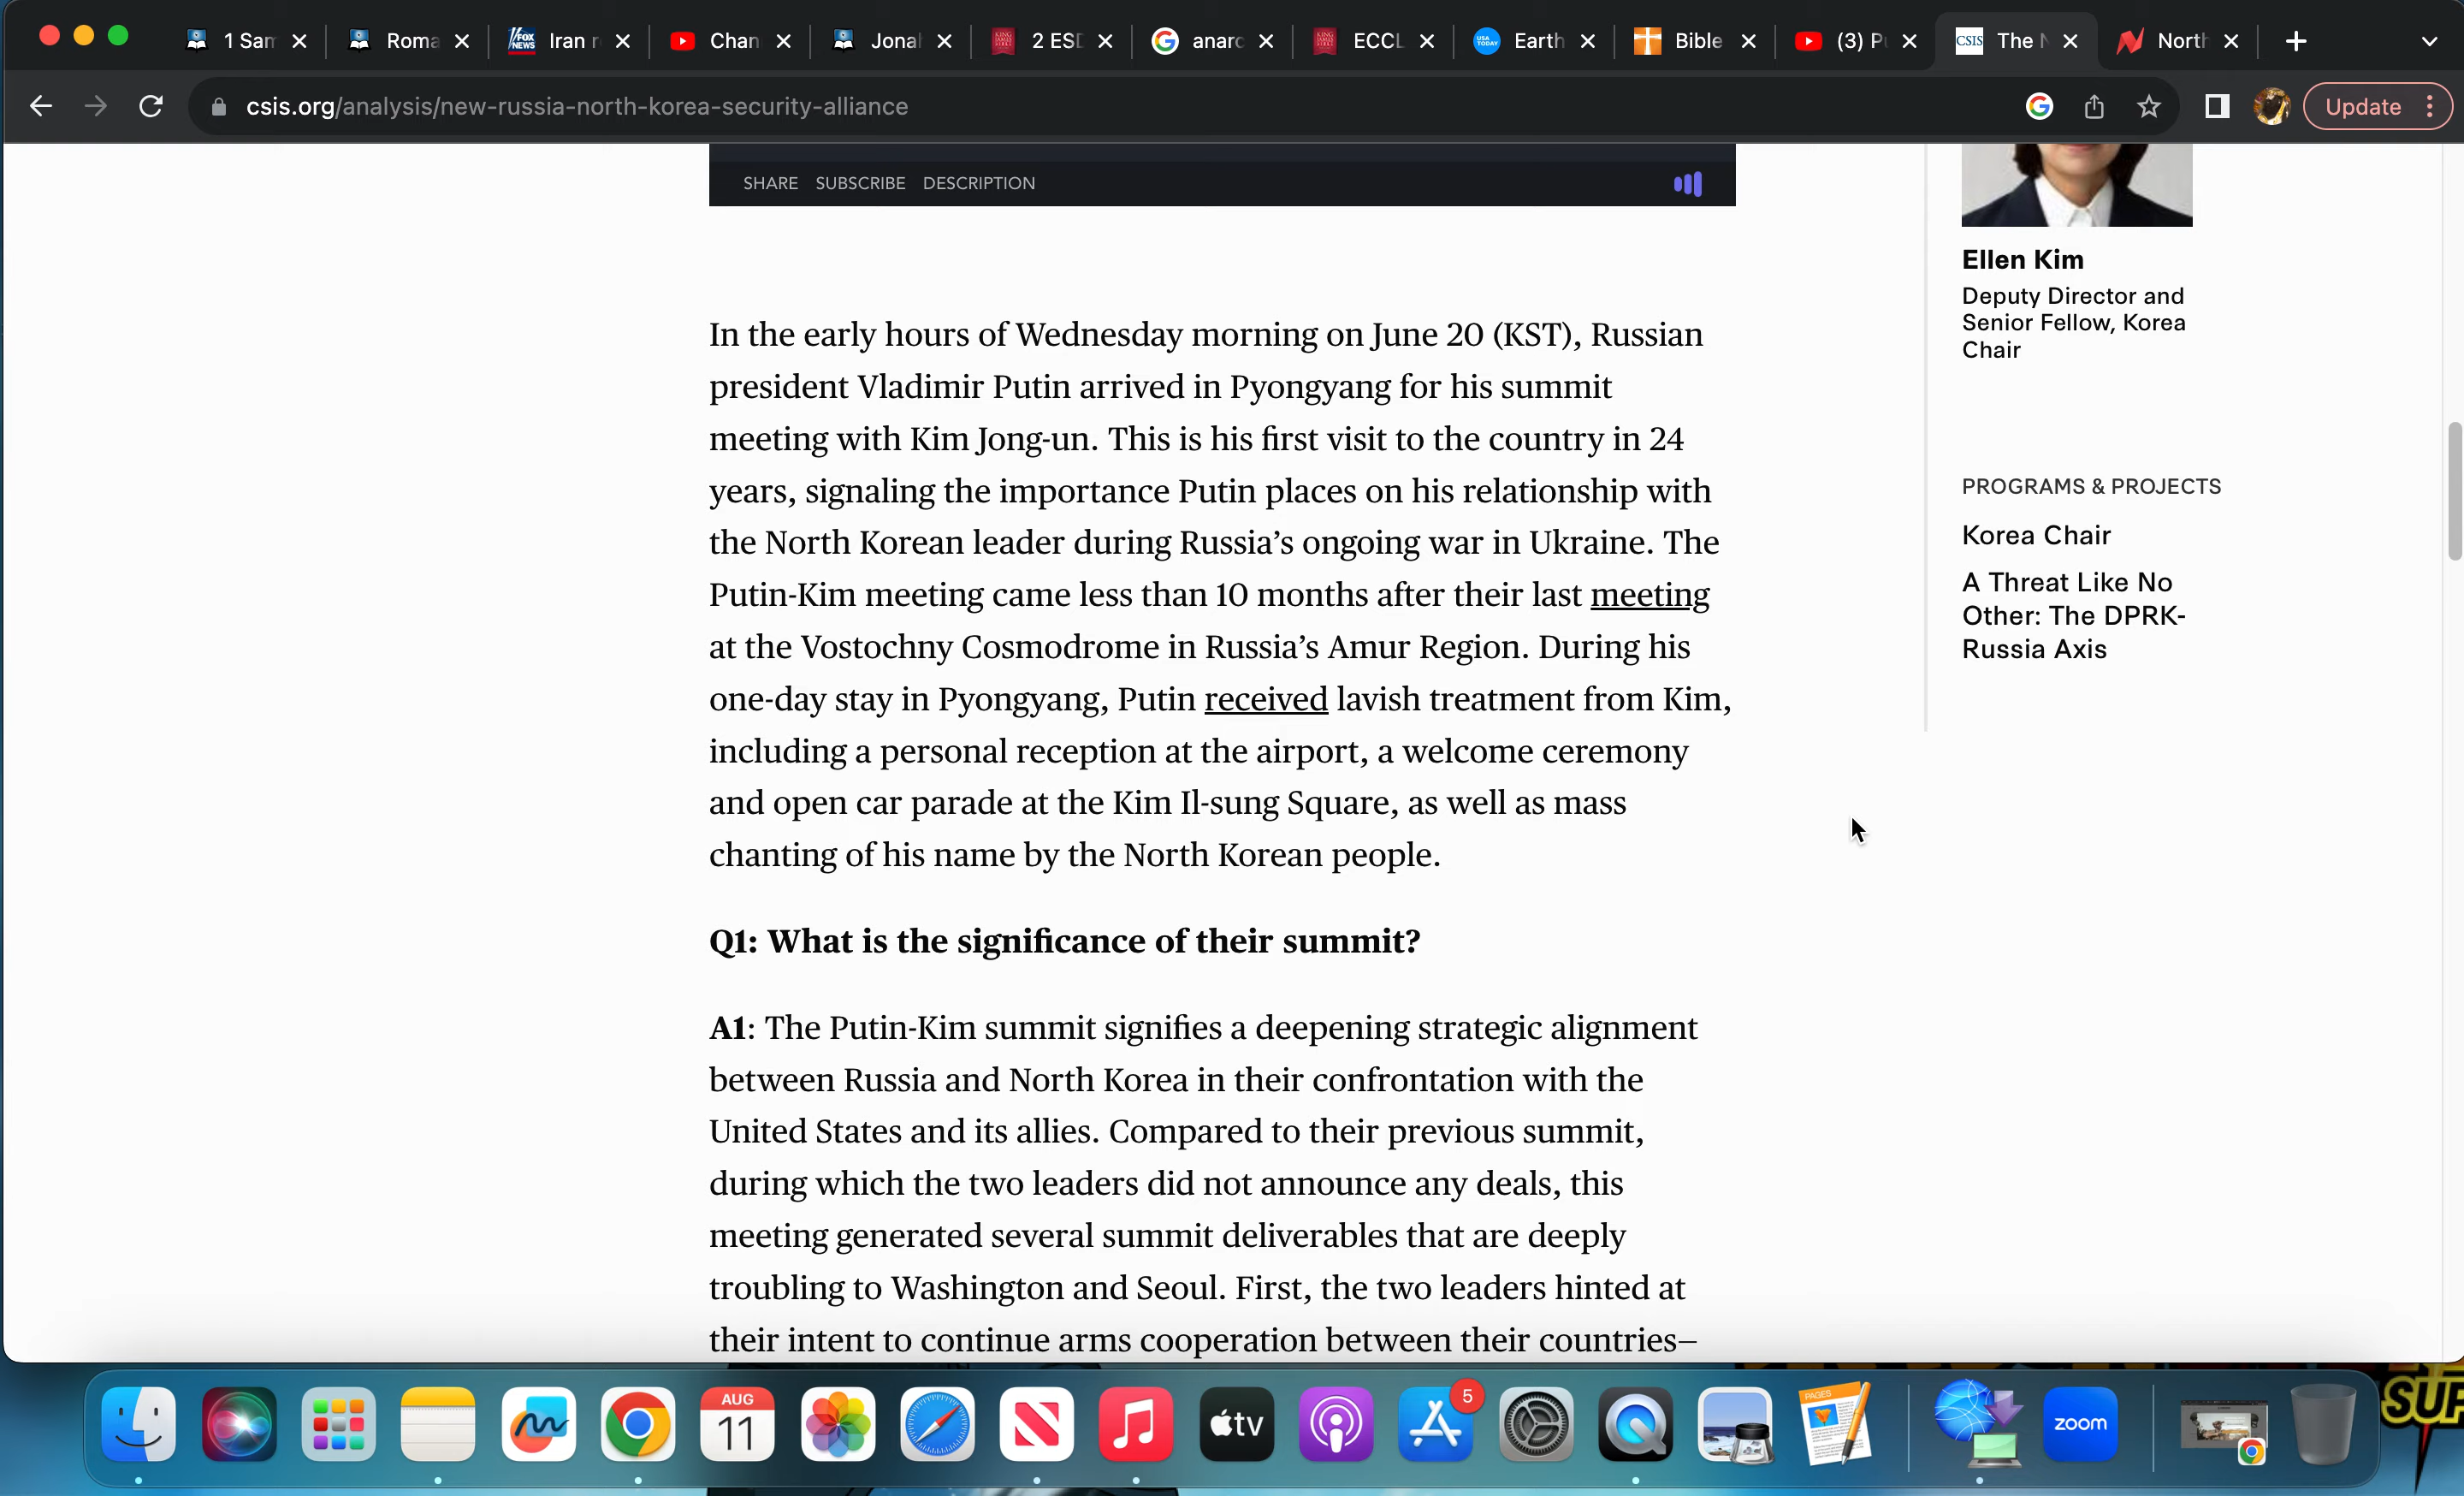 1 Sam
Roma
FOX NEWS
Iran r
Chan
Jonal
2 ESD
anarc
ECCL
USA TODAY
Earth
Bible
(3) Pu
CSIS
The N
North
csis.org/analysis/new-russia-north-korea-security-alliance
Update
SHARE SUBSCRIBE DESCRIPTION
Ellen Kim
Deputy Director and
Senior Fellow, Korea
Chair
PROGRAMS & PROJECTS
Korea Chair
A Threat Like No
Other: The DPRK-
Russia Axis
In the early hours of Wednesday morning on June 20 (KST), Russian
president Vladimir Putin arrived in Pyongyang for his summit
meeting with Kim Jong-un. This is his first visit to the country in 24
years, signaling the importance Putin places on his relationship with
the North Korean leader during Russia’s ongoing war in Ukraine. The
Putin-Kim meeting came less than 10 months after their last meeting
at the Vostochny Cosmodrome in Russia’s Amur Region. During his
one-day stay in Pyongyang, Putin received lavish treatment from Kim,
including a personal reception at the airport, a welcome ceremony
and open car parade at the Kim Il-sung Square, as well as mass
chanting of his name by the North Korean people.
Q1: What is the significance of their summit?
A1: The Putin-Kim summit signifies a deepening strategic alignment
between Russia and North Korea in their confrontation with the
United States and its allies. Compared to their previous summit,
during which the two leaders did not announce any deals, this
meeting generated several summit deliverables that are deeply
troubling to Washington and Seoul. First, the two leaders hinted at
their intent to continue arms cooperation between their countries—
AUG
11
tv
5
PAGES
zoom
SUP